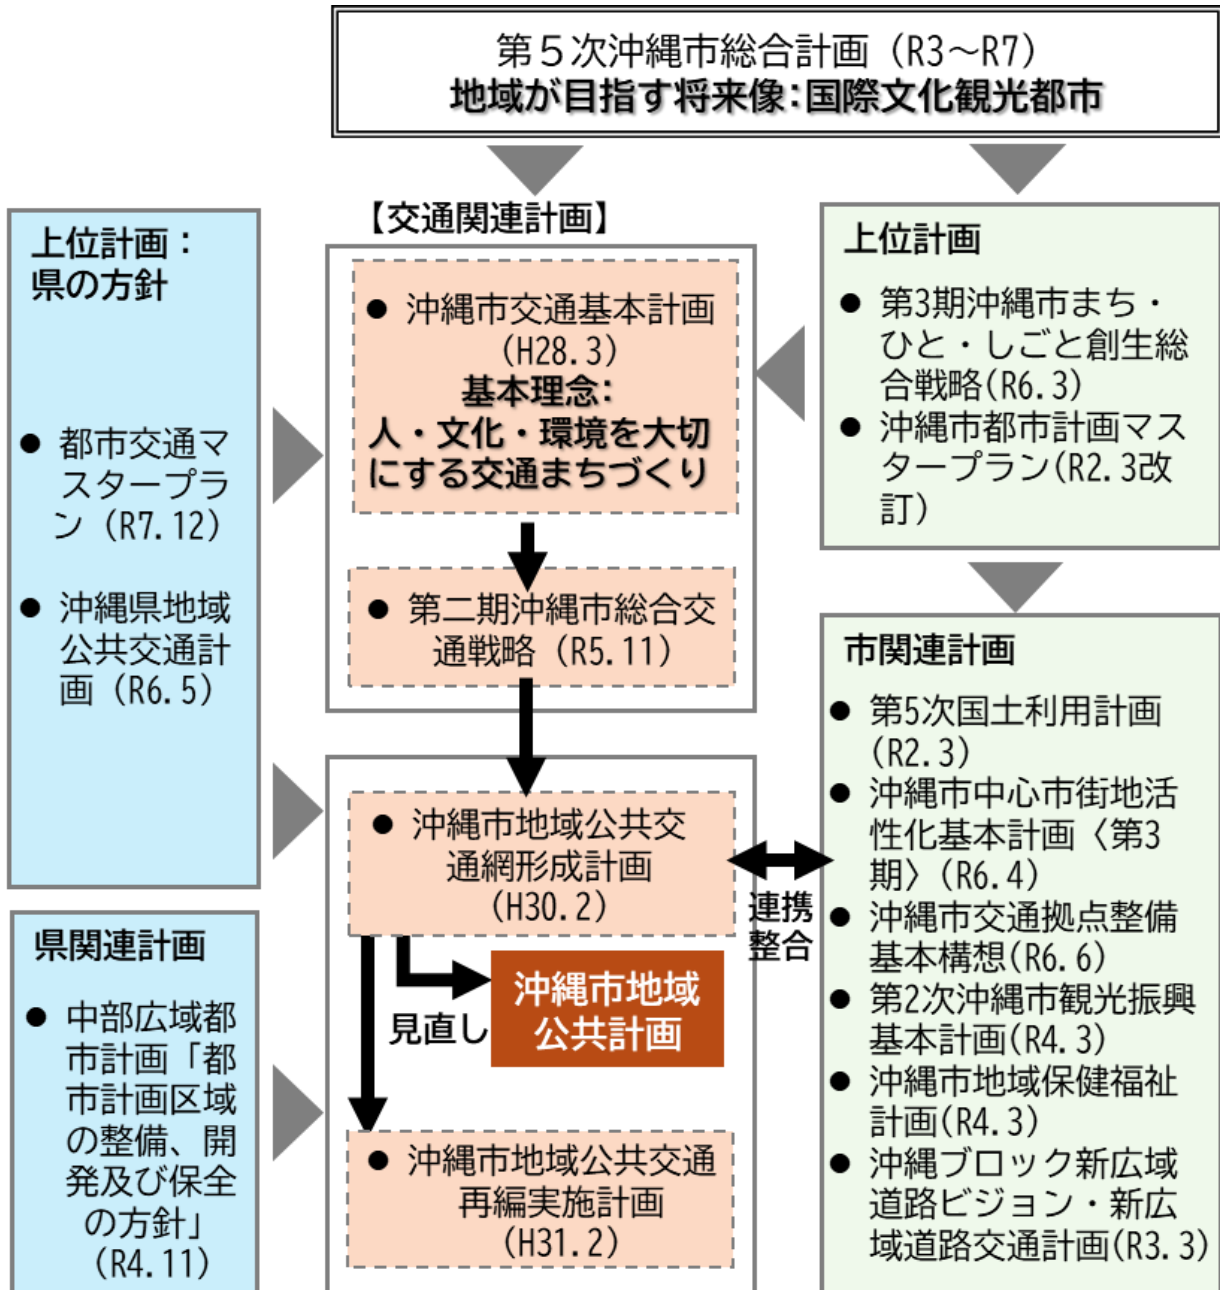 第５次沖縄市総合計画（R3～R7）
地域が目指す将来像：国際文化観光都市
上位計画：
県の方針
● 都市交通マ
スタープラ
ン（R7.12）
● 沖縄県地域
公共交通計
画（R6.5）
県関連計画
● 中部広域都
市計画「都
市計画区域
の整備、開
発及び保全
の方針」
（R4.11）
【交通関連計画】
● 沖縄市交通基本計画
（H28.3）
基本理念：
人・文化・環境を大切
にする交通まちづくり
● 第二期沖縄市総合交
通戦略（R5.11）
● 沖縄市地域公共交
通網形成計画
（H30.2）
見直し
沖縄市地域
公共計画
● 沖縄市地域公共交通
再編実施計画
（H31.2）
連携
整合
上位計画
● 第3期沖縄市まち・
ひと・しごと創生総
合戦略(R6.3)
● 沖縄市都市計画マス
タープラン(R2.3改
訂)
市関連計画
● 第5次国土利用計画
(R2.3)
● 沖縄市中心市街地活
性化基本計画〈第3
期〉(R6.4)
● 沖縄市交通拠点整備
基本構想(R6.6)
● 第2次沖縄市観光振興
基本計画(R4.3)
● 沖縄市地域保健福祉
計画(R4.3)
● 沖縄ブロック新広域
道路ビジョン・新広
域道路交通計画(R3.3)